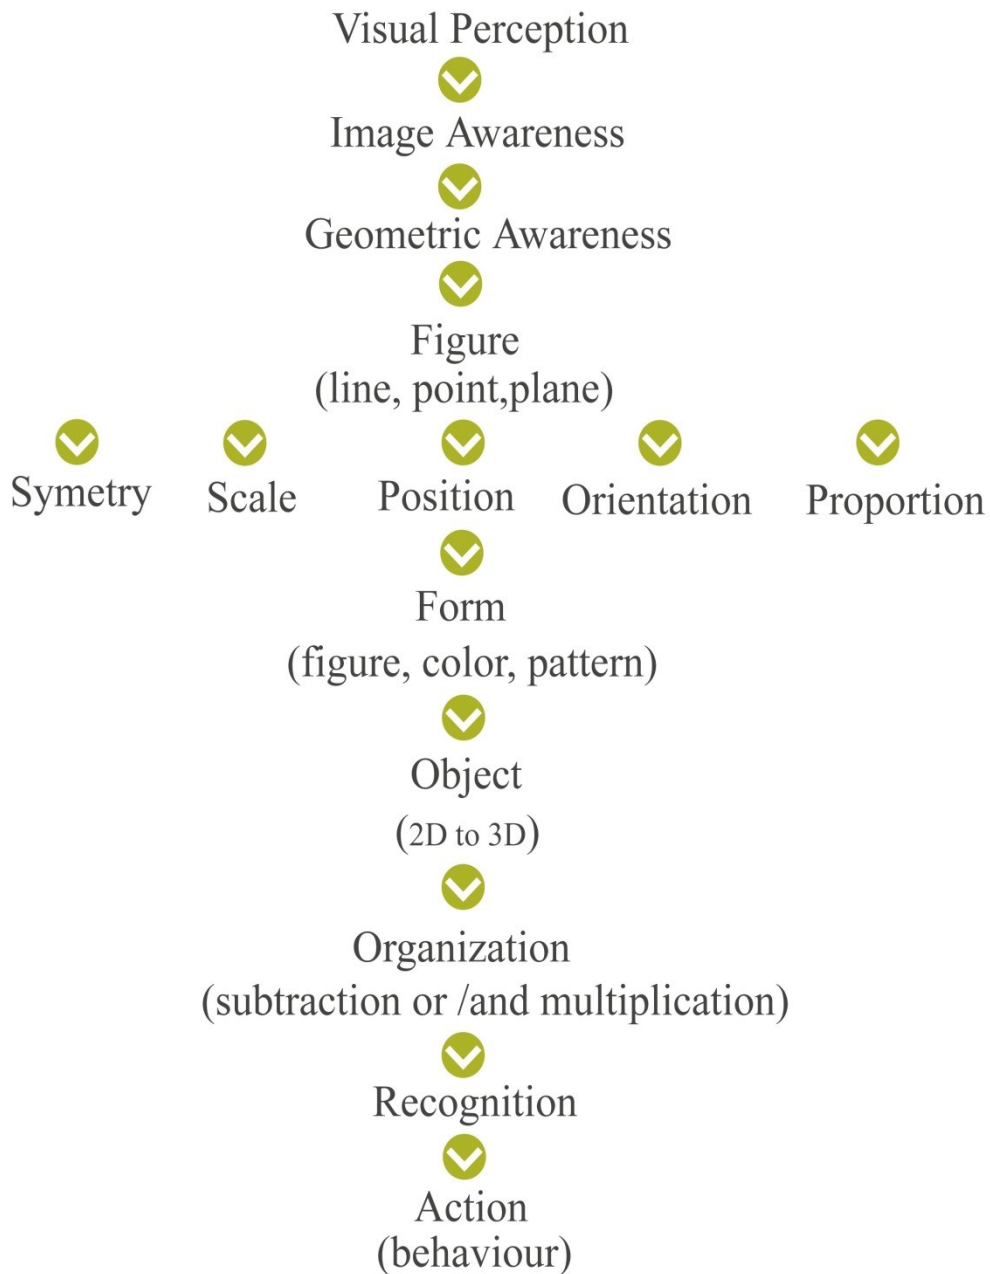 Visual Perception
Image Awareness
Geometric Awareness
Figure
(line, point,plane)
Symetry Scale Position Orientation Proportion
Form
(figure, color, pattern)
Object
(2D to 3D)
Organization
(subtraction or /and multiplication)
Recognition
Action
(behaviour)